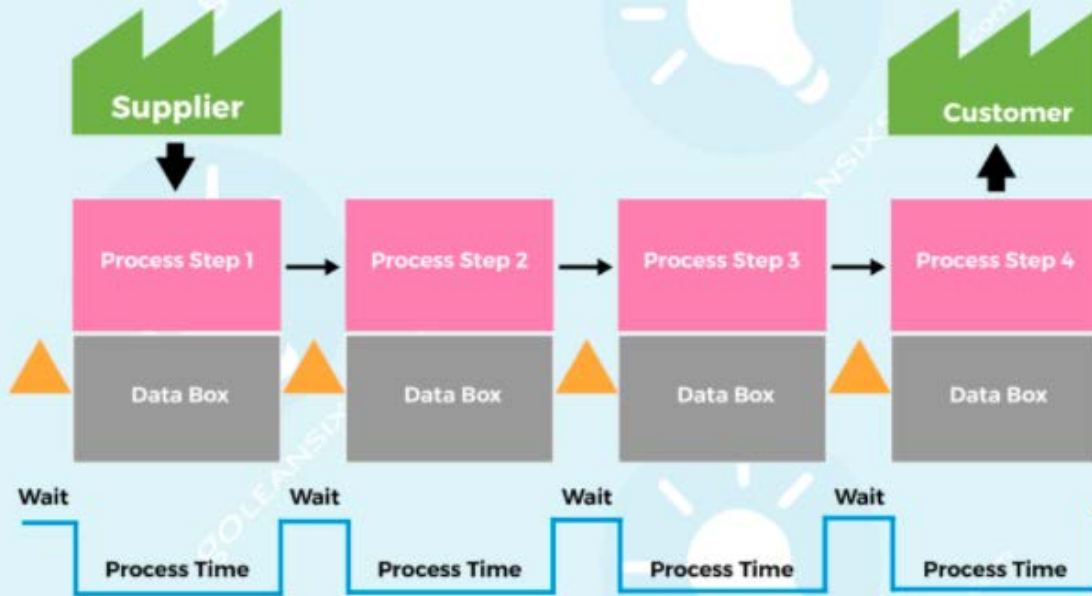 Supplier
Customer
Process Step 1
Process Step 2
Process Step 3
Process Step 4
Data Box
Data Box
Data Box
Data Box
Wait
Wait
Wait
Wait
Process Time
Process Time
Process Time
Process Time